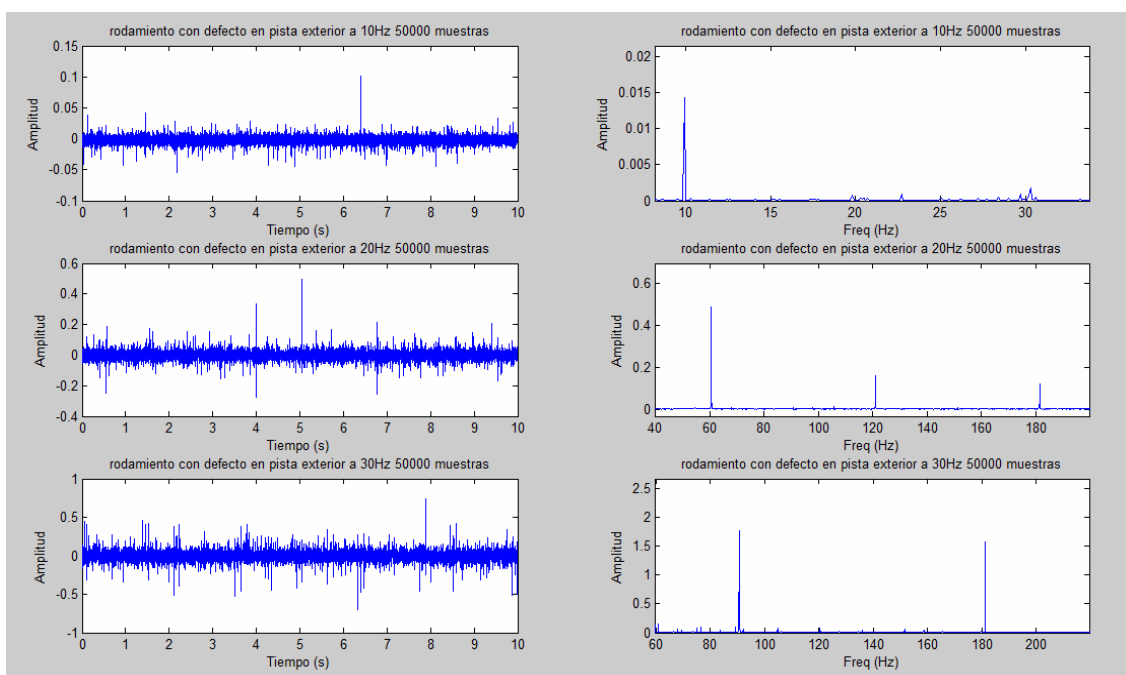 rodamiento con defecto en pista exterior a 10Hz 50000 muestras
0.15
0.1
0.05
0
-0.05
-0.1
Amplitud
0 1 2 3 4 5 6 7 8 9 10
Tiempo (s)
rodamiento con defecto en pista exterior a 10Hz 50000 muestras
0.02
0.015
0.01
0.005
0
Amplitud
10 15 20 25 30
Freq (Hz)
rodamiento con defecto en pista exterior a 20Hz 50000 muestras
0.6
0.4
0.2
0
-0.2
-0.4
Amplitud
0 1 2 3 4 5 6 7 8 9 10
Tiempo (s)
rodamiento con defecto en pista exterior a 20Hz 50000 muestras
0.6
0.4
0.2
0
Amplitud
40 60 80 100 120 140 160 180
Freq (Hz)
rodamiento con defecto en pista exterior a 30Hz 50000 muestras
1
0.5
0
-0.5
-1
Amplitud
0 1 2 3 4 5 6 7 8 9 10
Tiempo (s)
rodamiento con defecto en pista exterior a 30Hz 50000 muestras
2.5
2
1.5
1
0.5
0
Amplitud
60 80 100 120 140 160 180 200
Freq (Hz)